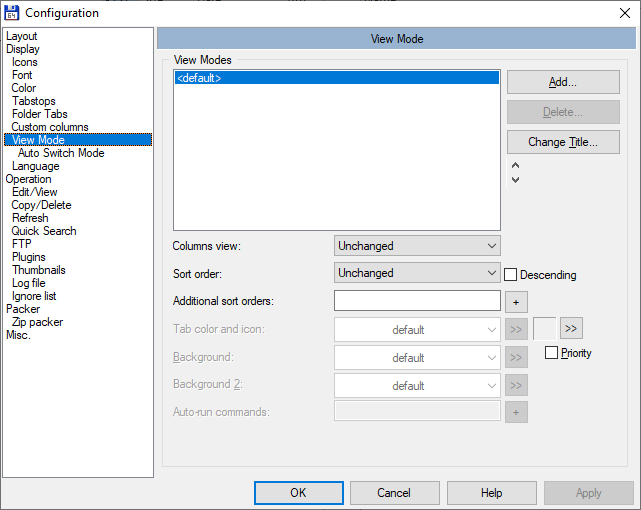 64
Configuration
Layout
Display
Icons
Font
Color
Tabstops
Folder Tabs
Custom columns
View Mode
Auto Switch Mode
Language
Operation
Edit/View
Copy/Delete
Refresh
Quick Search
FTP
Plugins
Thumbnails
Log file
Ignore list
Packer
Zip packer
Misc.
View Mode
View Modes
<default>
Add...
Delete...
Change Title...
Columns view: Unchanged
Sort order: Unchanged Descending
Additional sort orders: +
Tab color and icon: default >> >>
Background: default >> Priority
Background 2: default >>
Auto-run commands: +
OK Cancel Help Apply